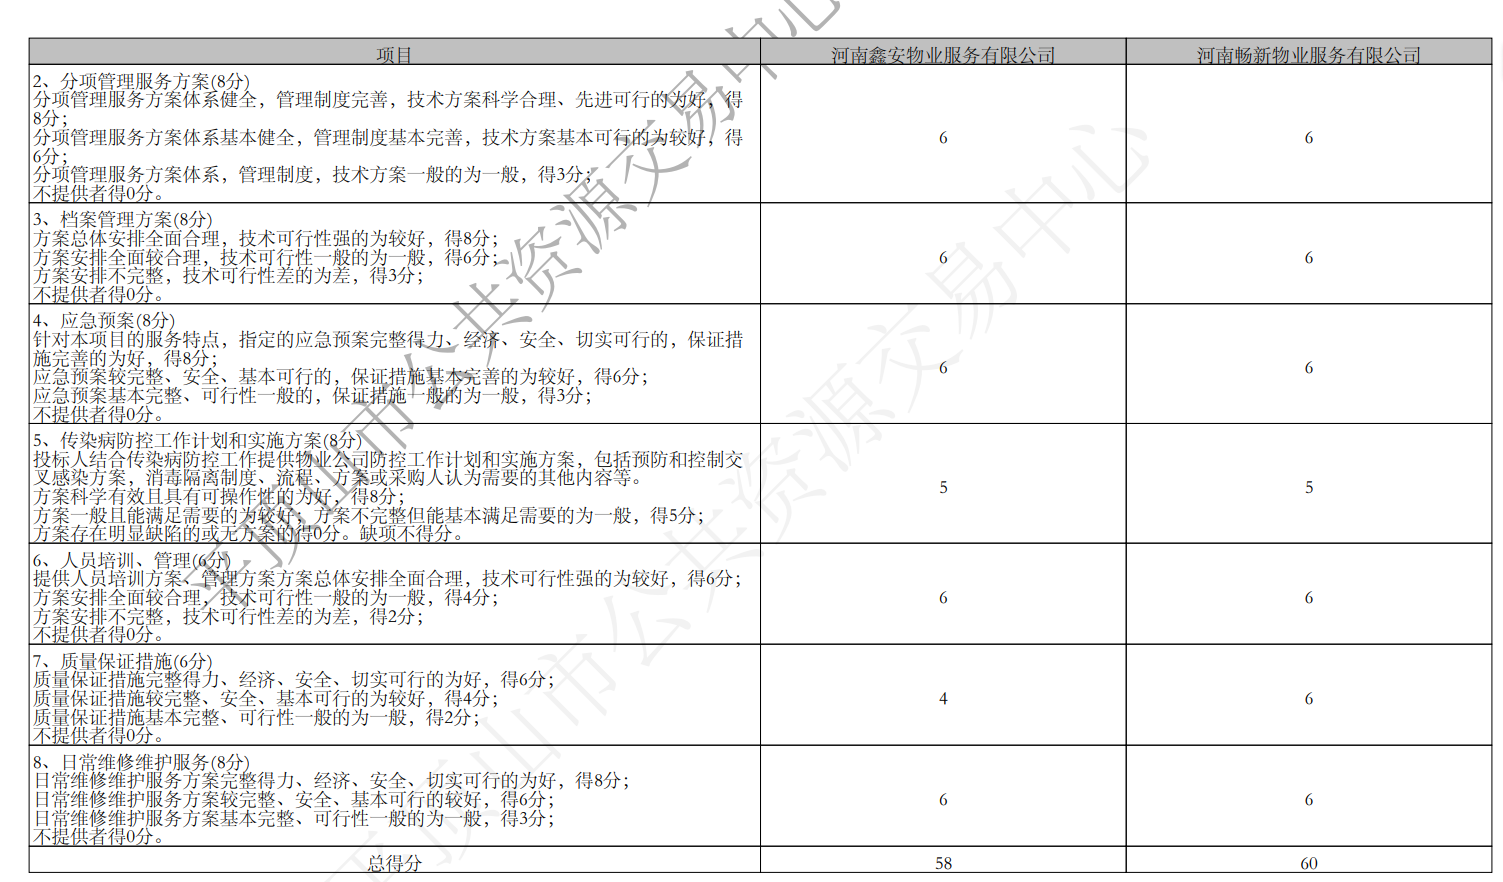 项目 河南鑫安物业服务有限公司 河南畅新物业服务有限公司
2、分项管理服务方案(8分)
分项管理服务方案体系健全，管理制度完善，技术方案科学合理、先进可行的为好，得
8分；
分项管理服务方案体系基本健全，管理制度基本完善，技术方案基本可行的为较好，得
6分；
分项管理服务方案体系，管理制度，技术方案一般的为一般，得3分；
不提供者得0分。
6 6
3、档案管理方案(8分)
方案总体安排全面合理，技术可行性强的为较好，得8分；
方案安排全面较合理，技术可行性一般的为一般，得6分；
方案安排不完整，技术可行性差的为差，得3分；
不提供者得0分。
6 6
4、应急预案(8分)
针对本项目的服务特点，指定的应急预案完整得力、经济、安全、切实可行的，保证措
施完善的为好，得8分；
应急预案较完整、安全、基本可行的，保证措施基本完善的为较好，得6分；
应急预案基本完整、可行性一般的，保证措施一般的为一般，得3分；
不提供者得0分。
6 6
5、传染病防控工作计划和实施方案(8分)
投标人结合传染病防控工作提供物业公司防控工作计划和实施方案，包括预防和控制交
叉感染方案，消毒隔离制度、流程、方案或采购人认为需要的其他内容等。
方案科学有效且具有可操作性的为好，得8分；
方案一般且能满足需要的为较好，方案不完整但能基本满足需要的为一般，得5分；
方案存在明显缺陷的或无方案的得0分。缺项不得分。
5 5
6、人员培训、管理(6分)
提供人员培训方案、管理方案方案总体安排全面合理，技术可行性强的为较好，得6分；
方案安排全面较合理，技术可行性一般的为一般，得4分；
方案安排不完整，技术可行性差的为差，得2分；
不提供者得0分。
6 6
7、质量保证措施(6分)
质量保证措施完整得力、经济、安全、切实可行的为好，得6分；
质量保证措施较完整、安全、基本可行的为较好，得4分；
质量保证措施基本完整、可行性一般的为一般，得2分；
不提供者得0分。
4 6
8、日常维修维护服务(8分)
日常维修维护服务方案完整得力、经济、安全、切实可行的为好，得8分；
日常维修维护服务方案较完整、安全、基本可行的较好，得6分；
日常维修维护服务方案基本完整、可行性一般的为一般，得3分；
不提供者得0分。
6 6
总得分 58 60
平顶山市公共资源交易中心
平顶山市公共资源交易中心